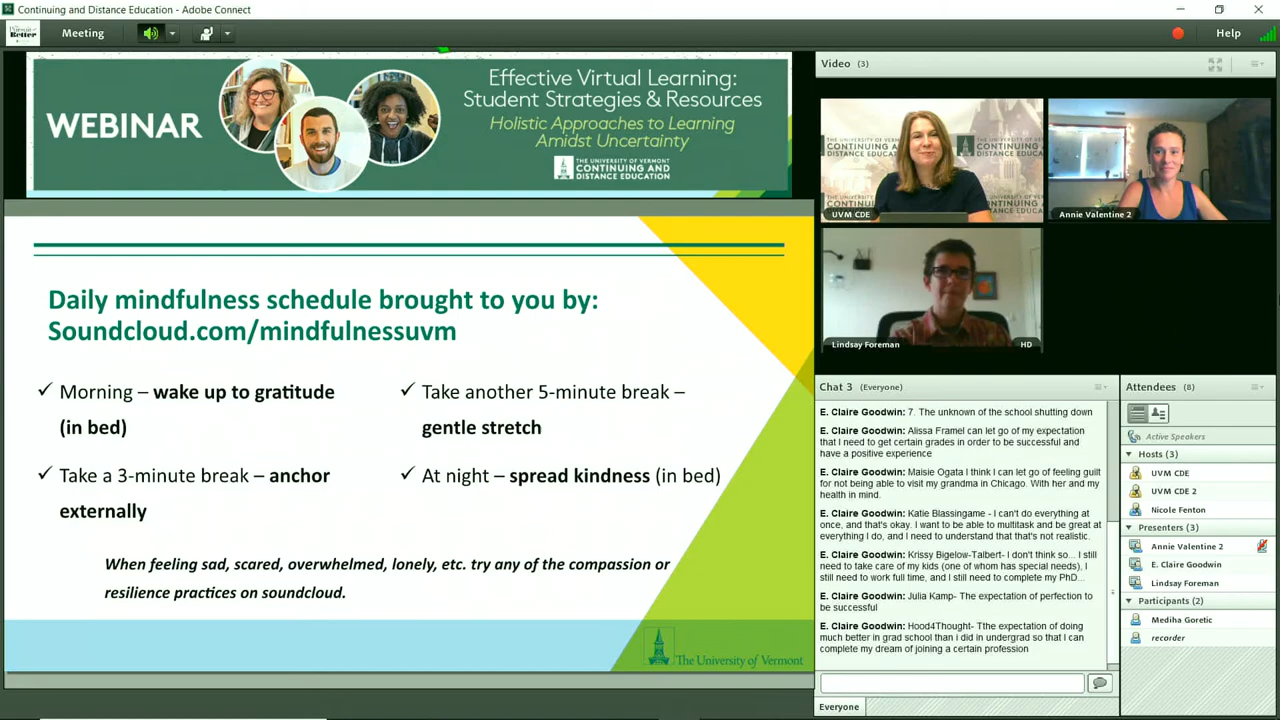 Continuing and Distance Education - Adobe Connect
Meeting
Help
WEBINAR
Effective Virtual Learning:
Student Strategies & Resources
Holistic Approaches to Learning
Amidst Uncertainty
THE UNIVERSITY OF VERMONT
CONTINUING AND
DISTANCE EDUCATION
Daily mindfulness schedule brought to you by:
Soundcloud.com/mindfulnessuvm
✓ Morning – wake up to gratitude
(in bed)
✓ Take a 3-minute break – anchor
externally
✓ Take another 5-minute break –
gentle stretch
✓ At night – spread kindness (in bed)
When feeling sad, scared, overwhelmed, lonely, etc. try any of the compassion or
resilience practices on soundcloud.
The University of Vermont
Video (3)
UVM CDE
Annie Valentine 2
Lindsay Foreman
HD
Chat 3 (Everyone)
E. Claire Goodwin: 7. The unknown of the school shutting down
E. Claire Goodwin: Alissa Framel can let go of my expectation
that I need to get certain grades in order to be successful and
have a positive experience
E. Claire Goodwin: Maisie Ogata I think I can let go of feeling guilt
for not being able to visit my grandma in Chicago. With her and my
health in mind.
E. Claire Goodwin: Katie Blassingame - I can't do everything at
once, and that's okay. I want to be able to multitask and be great at
everything I do, and I need to understand that that's not realistic.
E. Claire Goodwin: Krissy Bigelow-Talbert- I don't think so... I still
need to take care of my kids (one of whom has special needs), I
still need to work full time, and I still need to complete my PhD...
E. Claire Goodwin: Julia Kamp- The expectation of perfection to
be successful
E. Claire Goodwin: Hood4Thought- Tthe expectation of doing
much better in grad school than i did in undergrad so that I can
complete my dream of joining a certain profession
Everyone
Attendees (8)
Active Speakers
Hosts (3)
UVM CDE
UVM CDE 2
Nicole Fenton
Presenters (3)
Annie Valentine 2
E. Claire Goodwin
Lindsay Foreman
Participants (2)
Mediha Goretic
recorder